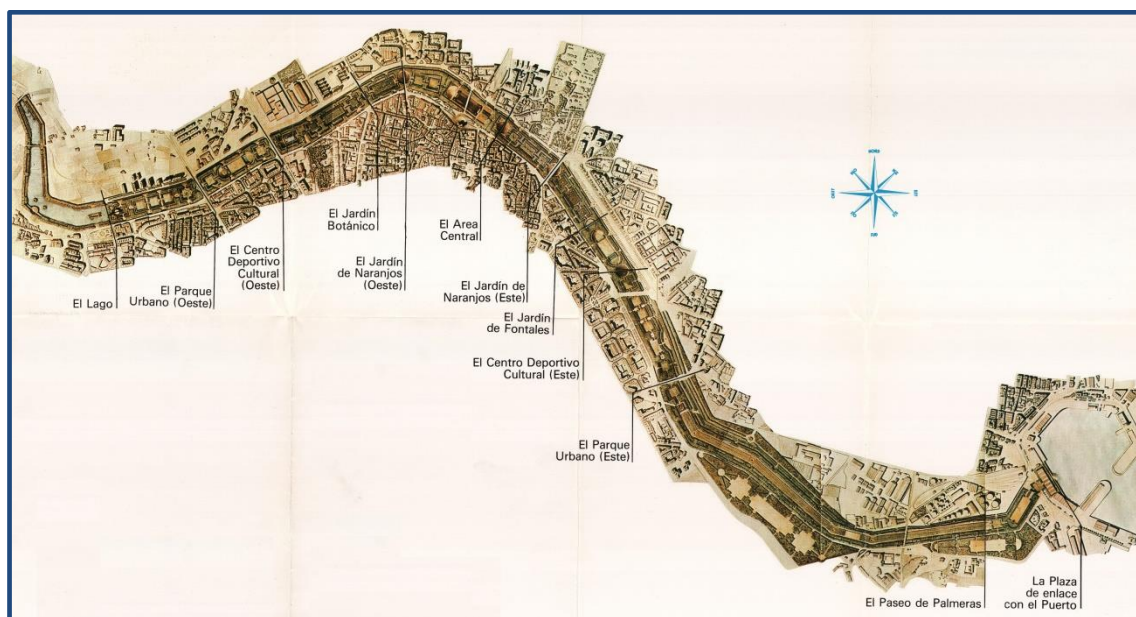 El Lago
El Parque
Urbano (Oeste)
El Centro
Deportivo
Cultural
(Oeste)
El Jardín
Botánico
El Jardín
de Naranjos
(Oeste)
El Area
Central
El Jardín de
Naranjos (Este)
El Jardín
de Fontales
El Centro Deportivo
Cultural (Este)
El Parque
Urbano (Este)
El Paseo de Palmeras
La Plaza
de enlace
con el Puerto